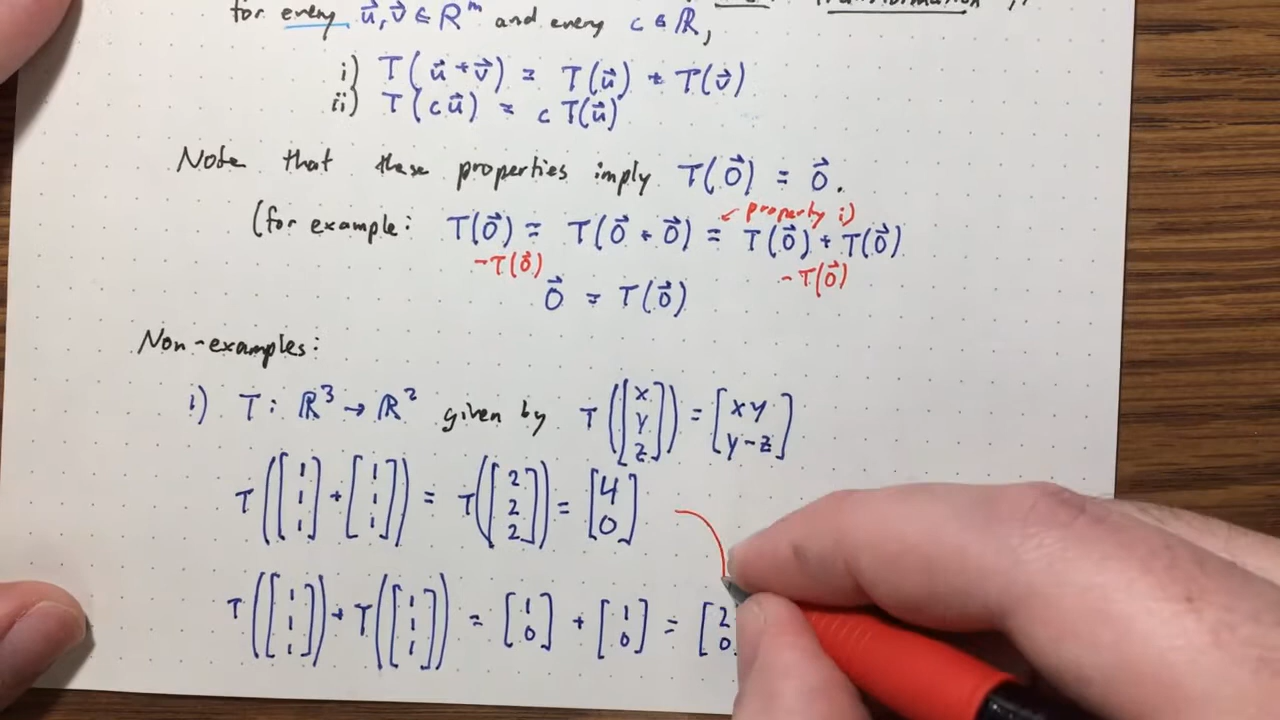 Transformation
for every u⃗, v⃗ ∈ ℝᵐ and every c ∈ ℝ,
i) T(u⃗ + v⃗) = T(u⃗) + T(v⃗)
ii) T(cu⃗) = cT(u⃗)
Note that these properties imply T(0⃗) = 0⃗.
← property i)
(for example: T(0⃗) = T(0⃗ + 0⃗) = T(0⃗) + T(0⃗)
-T(0⃗) -T(0⃗)
0⃗ = T(0⃗)
Non-examples:
i) T: ℝ³ → ℝ² given by T([x y z]) = [xy y-z]
T([1 1 1] + [1 1 1]) = T([2 2 2]) = [4 0]
T([1 1 1]) + T([1 1 1]) = [1 0] + [1 0] = [2 0